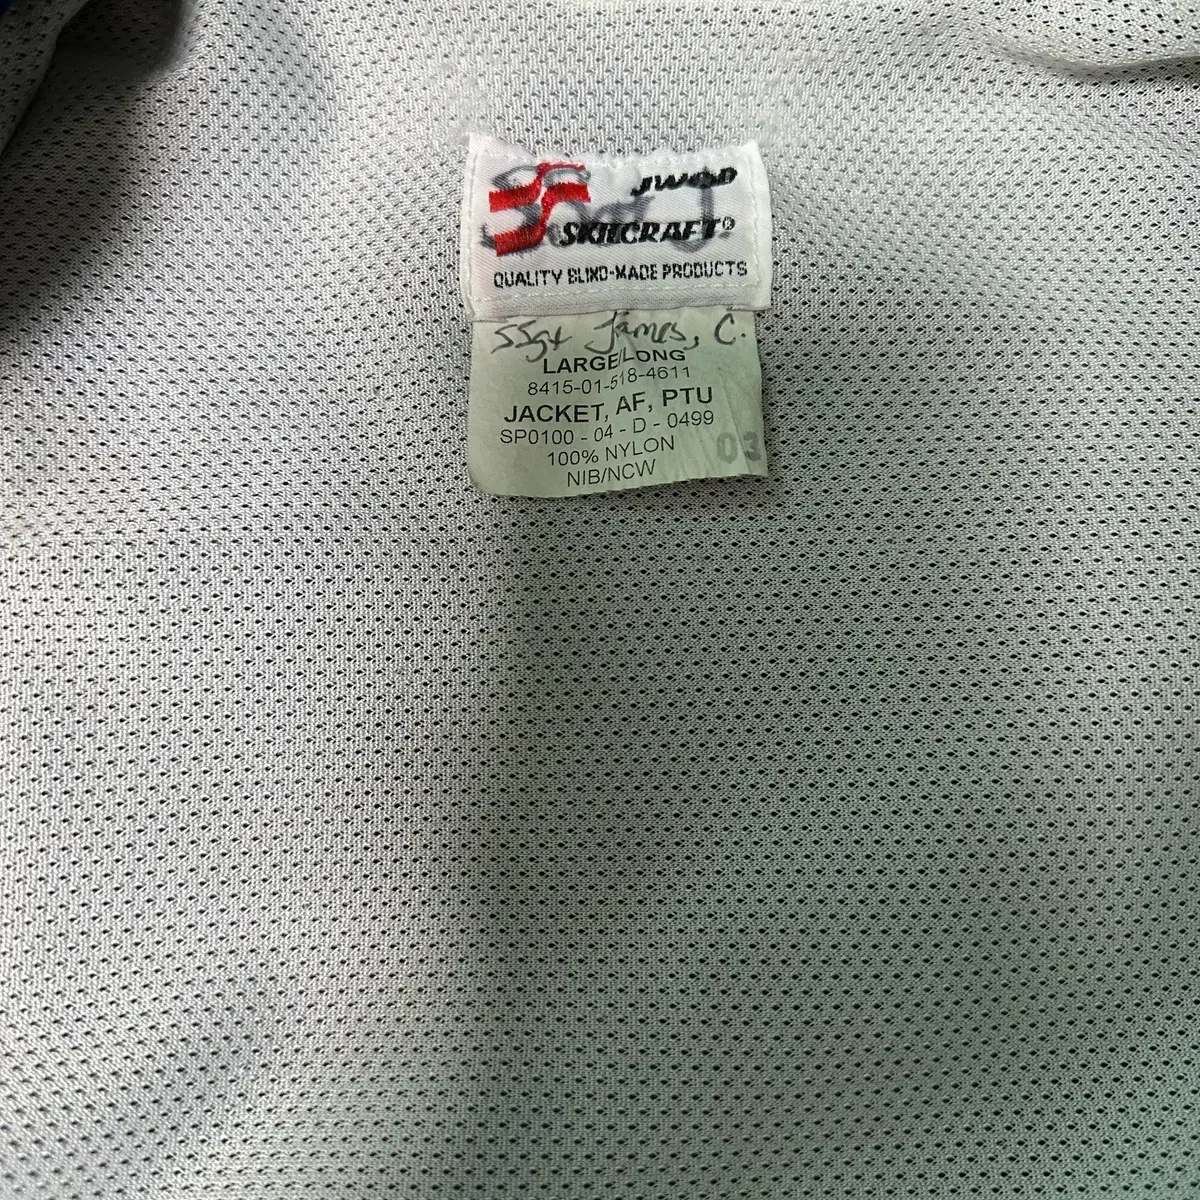 JWOD
SKILCRAFT®
QUALITY BLIND-MADE PRODUCTS
SSgt James, C.
LARGE/LONG
8415-01-518-4611
JACKET, AF, PTU
SP0100 - 04 - D - 0499
100% NYLON
NIB/NCW
03